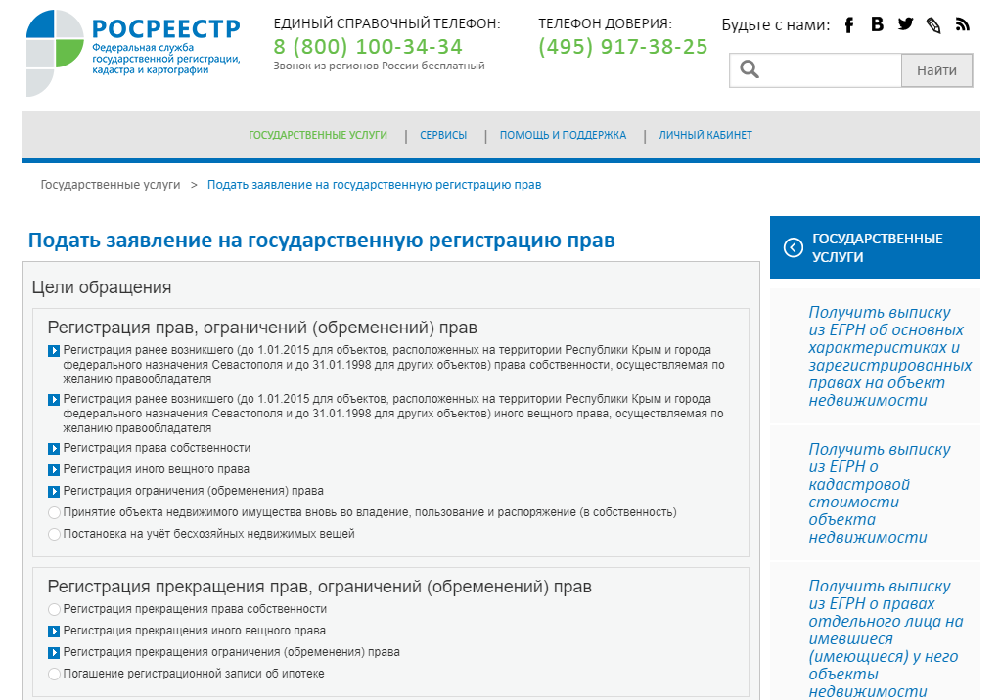 РОСРЕЕСТР
Федеральная служба
государственной регистрации,
кадастра и картографии
ЕДИНЫЙ СПРАВОЧНЫЙ ТЕЛЕФОН:
8 (800) 100-34-34
Звонок из регионов России бесплатный
ТЕЛЕФОН ДОВЕРИЯ:
(495) 917-38-25
Будьте с нами:
Найти
ГОСУДАРСТВЕННЫЕ УСЛУГИ | СЕРВИСЫ | ПОМОЩЬ И ПОДДЕРЖКА | ЛИЧНЫЙ КАБИНЕТ
Государственные услуги > Подать заявление на государственную регистрацию прав
Подать заявление на государственную регистрацию прав
Цели обращения
Регистрация прав, ограничений (обременений) прав
Регистрация ранее возникшего (до 1.01.2015 для объектов, расположенных на территории Республики Крым и города
федерального назначения Севастополя и до 31.01.1998 для других объектов) права собственности, осуществляемая по
желанию правообладателя
Регистрация ранее возникшего (до 1.01.2015 для объектов, расположенных на территории Республики Крым и города
федерального назначения Севастополя и до 31.01.1998 для других объектов) иного вещного права, осуществляемая по
желанию правообладателя
Регистрация права собственности
Регистрация иного вещного права
Регистрация ограничения (обременения) права
Принятие объекта недвижимого имущества вновь во владение, пользование и распоряжение (в собственность)
Постановка на учёт бесхозяйных недвижимых вещей
Регистрация прекращения прав, ограничений (обременений) прав
Регистрация прекращения права собственности
Регистрация прекращения иного вещного права
Регистрация прекращения ограничения (обременения) права
Погашение регистрационной записи об ипотеке
ГОСУДАРСТВЕННЫЕ
УСЛУГИ
Получить выписку
из ЕГРН об основных
характеристиках и
зарегистрированных
правах на объект
недвижимости
Получить выписку
из ЕГРН о
кадастровой
стоимости
объекта
недвижимости
Получить выписку
из ЕГРН о правах
отдельного лица на
имевшиеся
(имеющиеся) у него
объекты
недвижимости